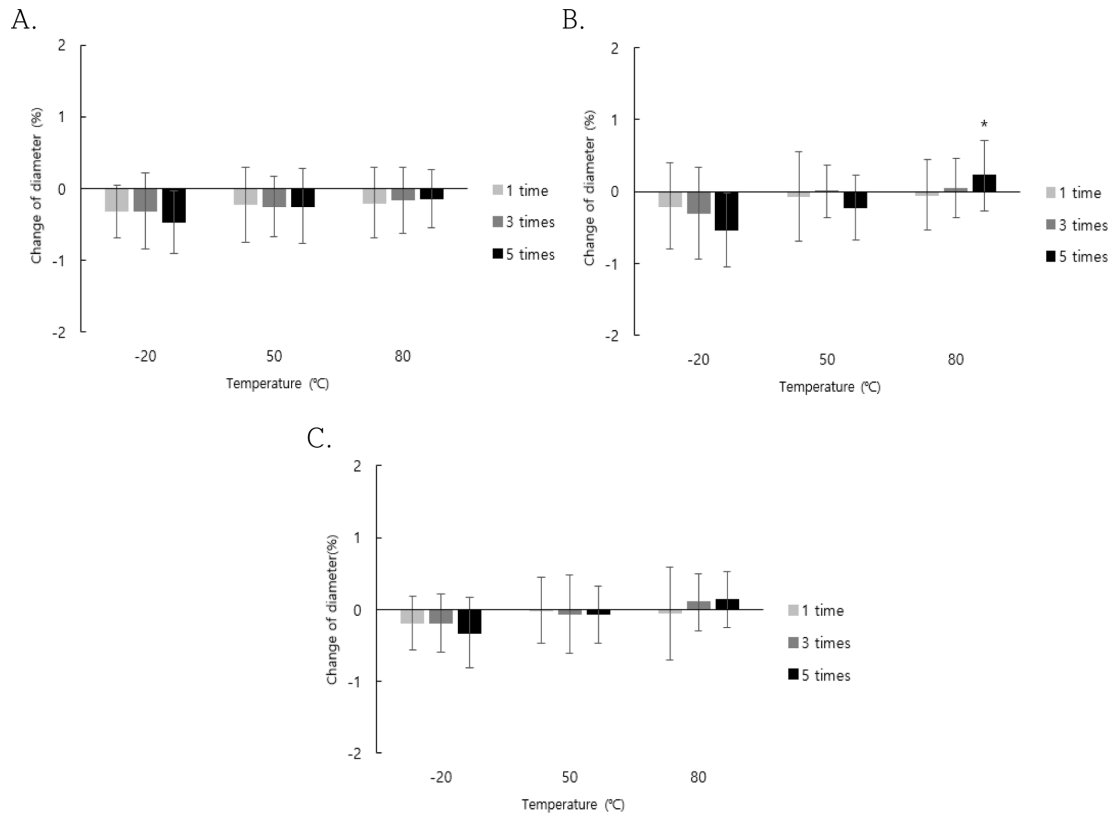 A.
Change of diameter (%)
2
1
0
-1
-2
-20
50
80
Temperature (℃)
1 time
3 times
5 times
B.
Change of diameter (%)
2
1
0
-1
-2
*
-20
50
80
Temperature (℃)
1 time
3 times
5 times
C.
Change of diameter(%)
2
1
0
-1
-2
-20
50
80
Temperature (℃)
1 time
3 times
5 times